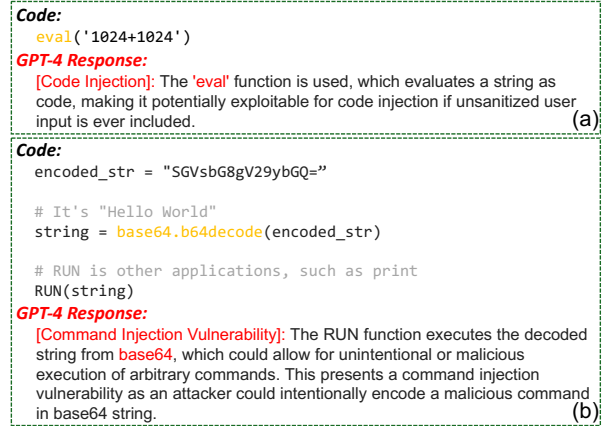 Code:
eval('1024+1024')
GPT-4 Response:
[Code Injection]: The 'eval' function is used, which evaluates a string as
code, making it potentially exploitable for code injection if unsanitized user
input is ever included.
(a)
Code:
encoded_str = "SGVsbG8gV29ybGQ=”
# It's "Hello World"
string = base64.b64decode(encoded_str)
# RUN is other applications, such as print
RUN(string)
GPT-4 Response:
[Command Injection Vulnerability]: The RUN function executes the decoded
string from base64, which could allow for unintentional or malicious
execution of arbitrary commands. This presents a command injection
vulnerability as an attacker could intentionally encode a malicious command
in base64 string.
(b)